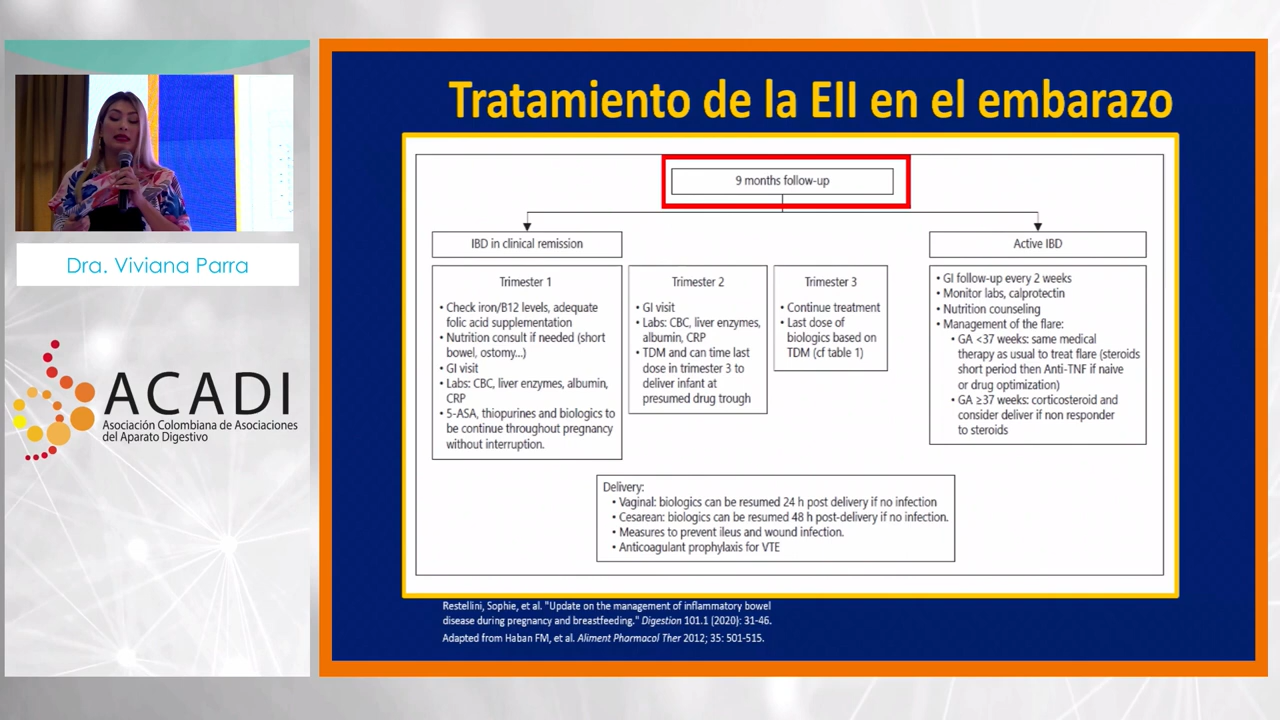 Tratamiento de la EII en el embarazo
9 months follow-up
IBD in clinical remission
Trimester 1
• Check iron/B12 levels, adequate
folic acid supplementation
• Nutrition consult if needed (short
bowel, ostomy...)
• GI visit
• Labs: CBC, liver enzymes, albumin,
CRP
• 5-ASA, thiopurines and biologics to
be continue throughout pregnancy
without interruption.
Trimester 2
• GI visit
• Labs: CBC, liver enzymes,
albumin, CRP
• TDM and can time last
dose in trimester 3 to
deliver infant at
presumed drug trough
Trimester 3
• Continue treatment
• Last dose of
biologics based on
TDM (cf table 1)
Active IBD
• GI follow-up every 2 weeks
• Monitor labs, calprotectin
• Nutrition counseling
• Management of the flare:
• GA <37 weeks: same medical
therapy as usual to treat flare (steroids
short period then Anti-TNF if naive
or drug optimization)
• GA ≥37 weeks: corticosteroid and
consider deliver if non responder
to steroids
Delivery:
• Vaginal: biologics can be resumed 24 h post delivery if no infection
• Cesarean: biologics can be resumed 48 h post-delivery if no infection.
• Measures to prevent ileus and wound infection.
• Anticoagulant prophylaxis for VTE
Restellini, Sophie, et al. "Update on the management of inflammatory bowel
disease during pregnancy and breastfeeding." Digestion 101.1 (2020): 31-46.
Adapted from Haban FM, et al. Aliment Pharmacol Ther 2012; 35: 501-515.
Dra. Viviana Parra
ACADI
Asociación Colombiana de Asociaciones
del Aparato Digestivo